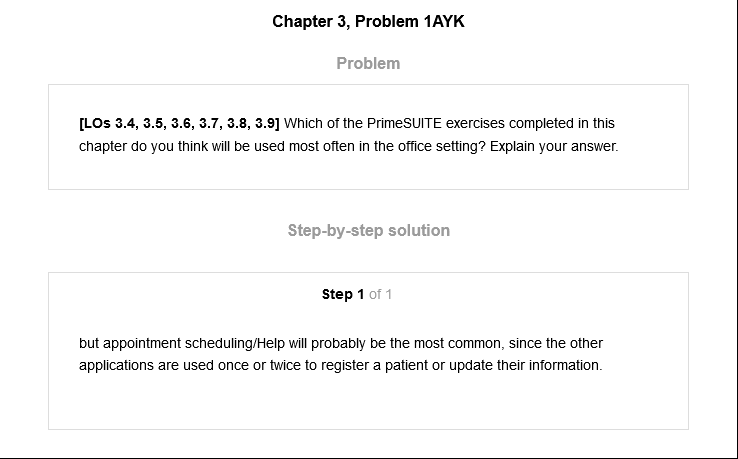 Chapter 3, Problem 1AYK
Problem
[LOs 3.4, 3.5, 3.6, 3.7, 3.8, 3.9] Which of the PrimeSUITE exercises completed in this
chapter do you think will be used most often in the office setting? Explain your answer.
Step-by-step solution
Step 1 of 1
but appointment scheduling/Help will probably be the most common, since the other
applications are used once or twice to register a patient or update their information.